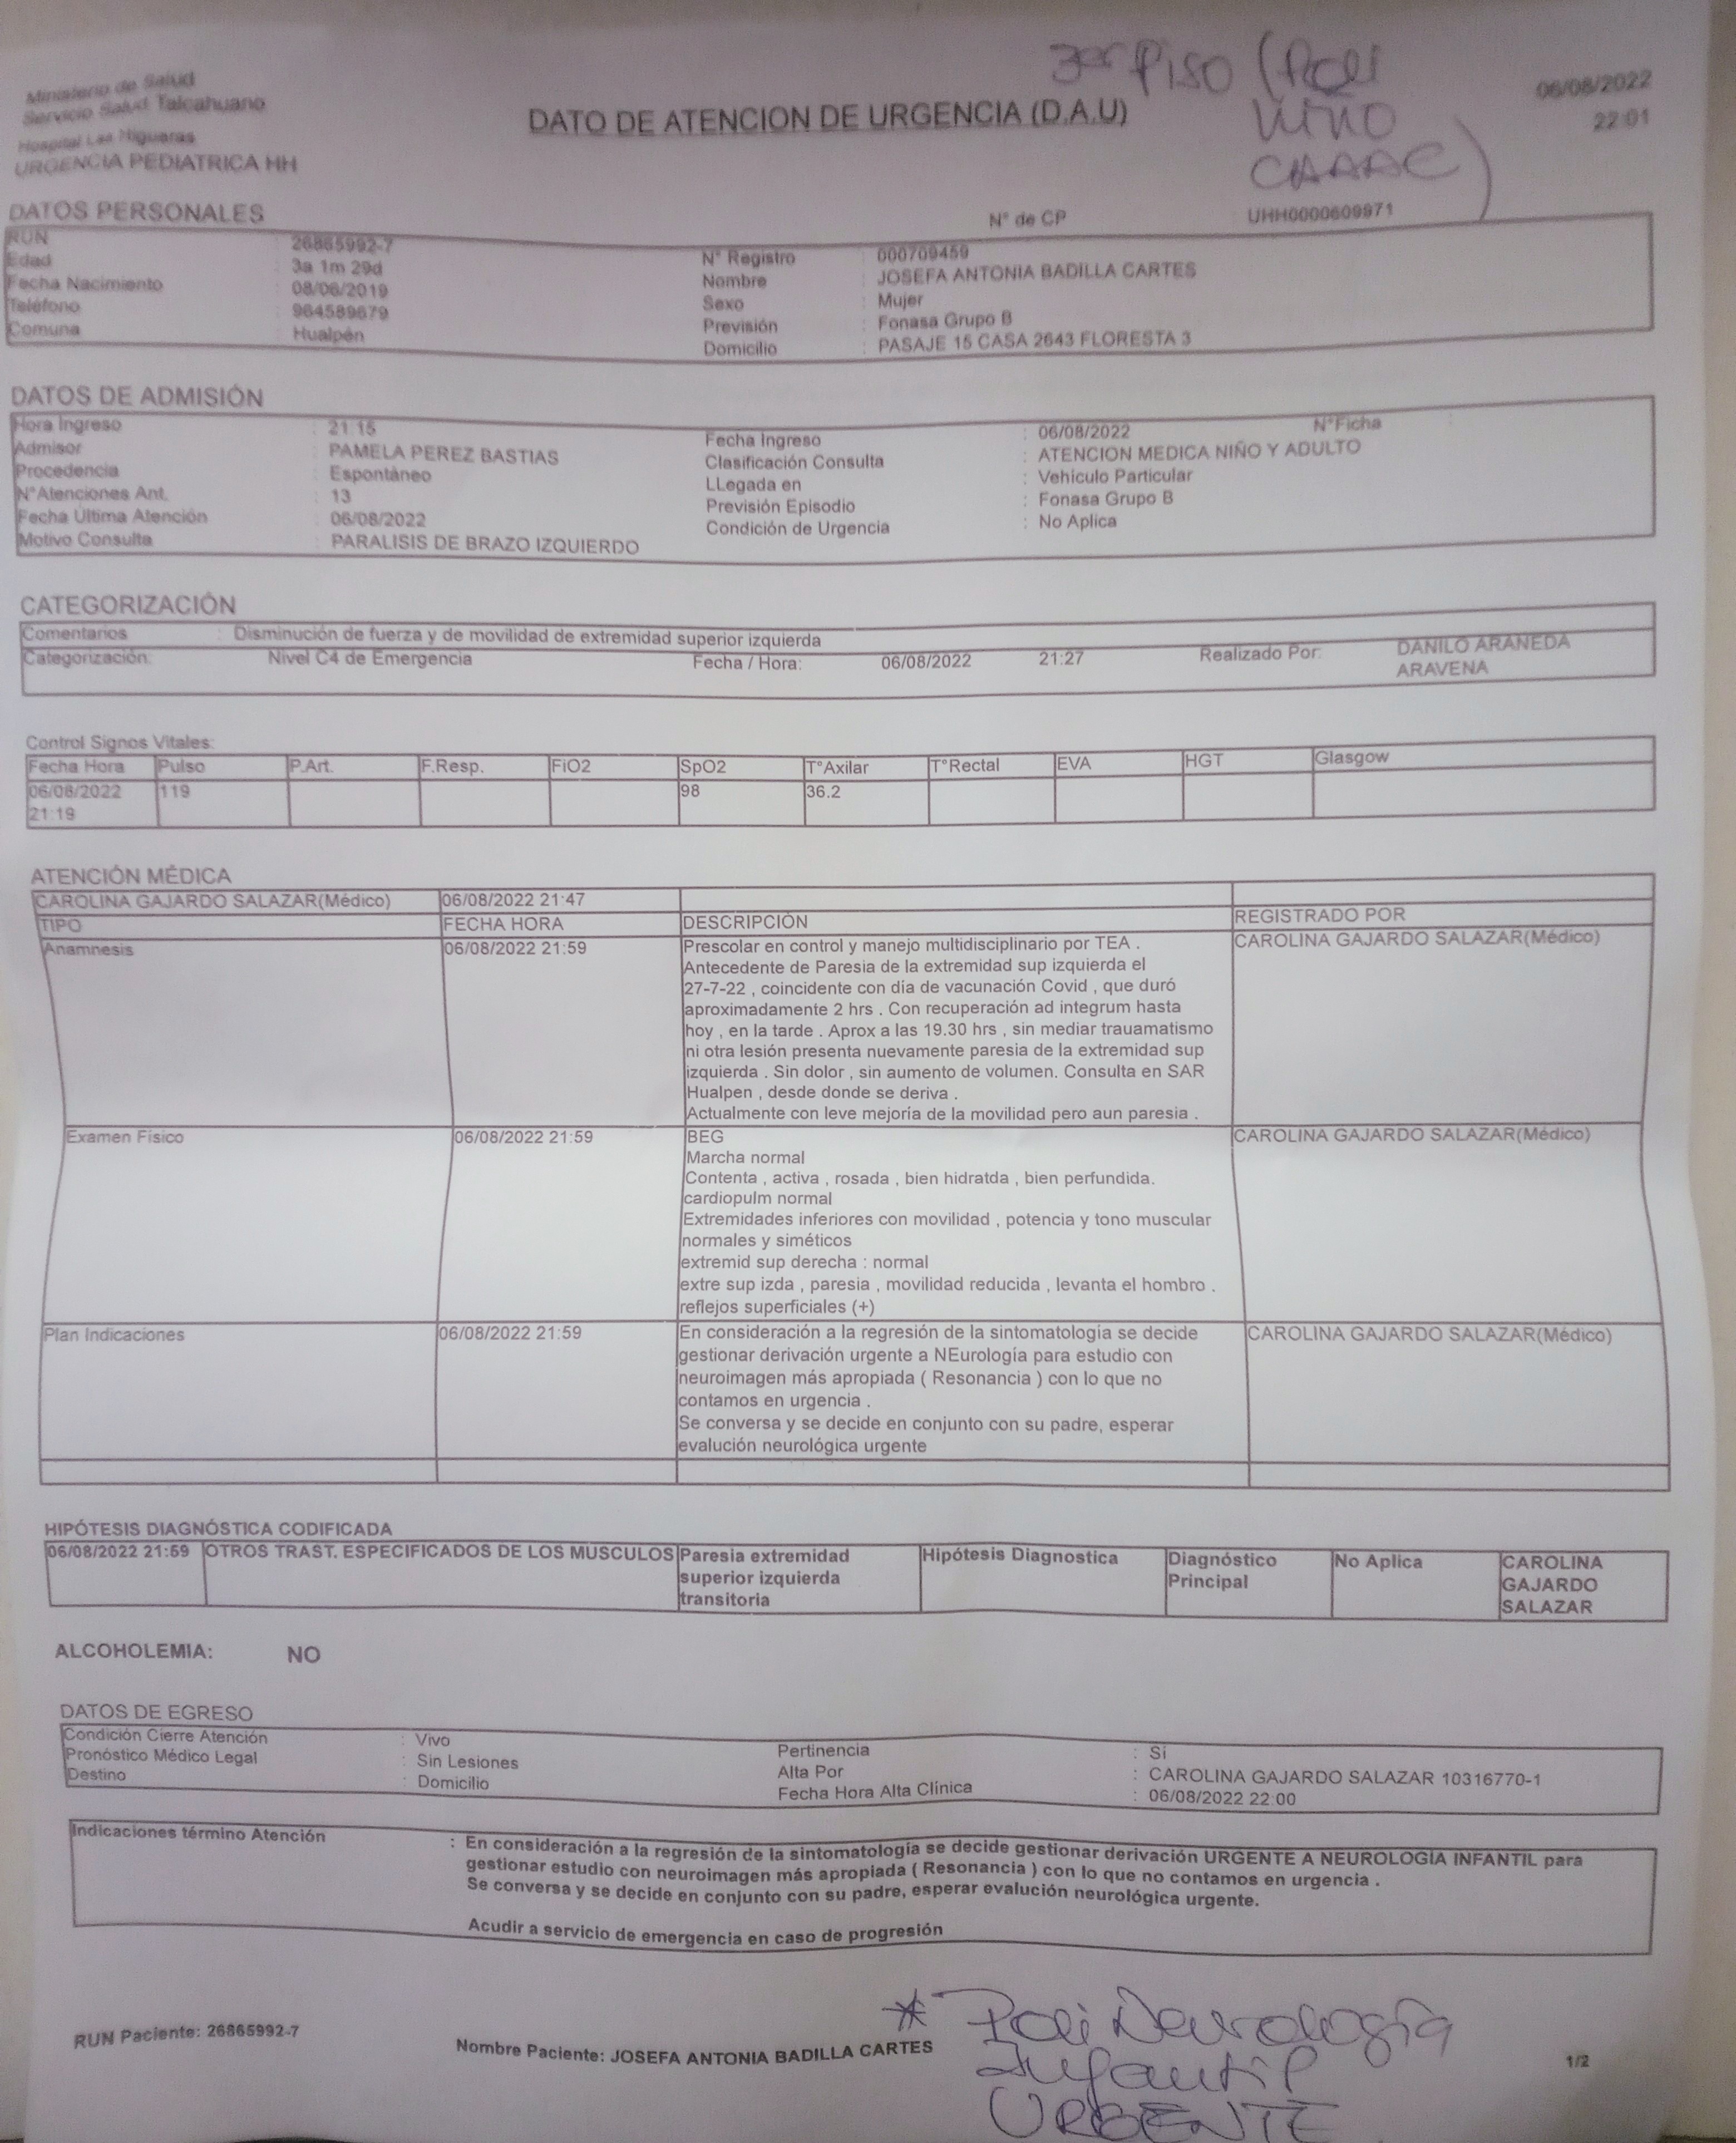 Ministerio de Salud
Servicio Salud Talcahuano
Hospital Las Higueras
URGENCIA PEDIATRICA HH
DATO DE ATENCION DE URGENCIA (D.A.U)
3er Piso (Poli
06/08/2022
22:01
DATOS PERSONALES
N° de CP UHH0000609971
RUN : 26865992-7
Edad : 3a 1m 29d
Fecha Nacimiento : 08/06/2019
Teléfono : 964589679
Comuna : Hualpén
N° Registro : 000709459
Nombre : JOSEFA ANTONIA BADILLA CARTES
Sexo : Mujer
Previsión : Fonasa Grupo B
Domicilio : PASAJE 15 CASA 2643 FLORESTA 3
DATOS DE ADMISIÓN
Hora Ingreso : 21:15
Admisor : PAMELA PEREZ BASTIAS
Procedencia : Espontáneo
N°Atenciones Ant. : 13
Fecha Última Atención : 06/08/2022
Motivo Consulta : PARALISIS DE BRAZO IZQUIERDO
Fecha Ingreso : 06/08/2022 N°Ficha :
Clasificación Consulta : ATENCION MEDICA NIÑO Y ADULTO
LLegada en : Vehículo Particular
Previsión Episodio : Fonasa Grupo B
Condición de Urgencia : No Aplica
CATEGORIZACIÓN
Comentarios : Disminución de fuerza y de movilidad de extremidad superior izquierda
Categorización: Nivel C4 de Emergencia Fecha / Hora: 06/08/2022 21:27 Realizado Por: DANILO ARANEDA
ARAVENA
Control Signos Vitales:
Fecha Hora Pulso P.Art. F.Resp. FiO2 SpO2 T°Axilar T°Rectal EVA HGT Glasgow
06/08/2022 119 98 36.2
21:19
ATENCIÓN MÉDICA
CAROLINA GAJARDO SALAZAR(Médico) 06/08/2022 21:47
TIPO FECHA HORA DESCRIPCIÓN REGISTRADO POR
Anamnesis 06/08/2022 21:59 Prescolar en control y manejo multidisciplinario por TEA . CAROLINA GAJARDO SALAZAR(Médico)
Antecedente de Paresia de la extremidad sup izquierda el
27-7-22 , coincidente con día de vacunación Covid , que duró
aproximadamente 2 hrs . Con recuperación ad integrum hasta
hoy , en la tarde . Aprox a las 19.30 hrs , sin mediar trauamatismo
ni otra lesión presenta nuevamente paresia de la extremidad sup
izquierda . Sin dolor , sin aumento de volumen. Consulta en SAR
Hualpen , desde donde se deriva .
Actualmente con leve mejoría de la movilidad pero aun paresia .
Examen Físico 06/08/2022 21:59 BEG CAROLINA GAJARDO SALAZAR(Médico)
Marcha normal
Contenta , activa , rosada , bien hidratda , bien perfundida.
cardiopulm normal
Extremidades inferiores con movilidad , potencia y tono muscular
normales y siméticos
extremid sup derecha : normal
extre sup izda , paresia , movilidad reducida , levanta el hombro .
reflejos superficiales (+)
Plan Indicaciones 06/08/2022 21:59 En consideración a la regresión de la sintomatología se decide CAROLINA GAJARDO SALAZAR(Médico)
gestionar derivación urgente a NEurología para estudio con
neuroimagen más apropiada ( Resonancia ) con lo que no
contamos en urgencia .
Se conversa y se decide en conjunto con su padre, esperar
evalución neurológica urgente
HIPÓTESIS DIAGNÓSTICA CODIFICADA
06/08/2022 21:59 OTROS TRAST. ESPECIFICADOS DE LOS MUSCULOS Paresia extremidad Hipótesis Diagnostica Diagnóstico No Aplica CAROLINA
superior izquierda Principal GAJARDO
transitoria SALAZAR
ALCOHOLEMIA: NO
DATOS DE EGRESO
Condición Cierre Atención : Vivo
Pronóstico Médico Legal : Sin Lesiones
Destino : Domicilio
Pertinencia : Si
Alta Por : CAROLINA GAJARDO SALAZAR 10316770-1
Fecha Hora Alta Clínica : 06/08/2022 22:00
Indicaciones término Atención : En consideración a la regresión de la sintomatología se decide gestionar derivación URGENTE A NEUROLOGÍA INFANTIL para
gestionar estudio con neuroimagen más apropiada ( Resonancia ) con lo que no contamos en urgencia .
Se conversa y se decide en conjunto con su padre, esperar evalución neurológica urgente.
Acudir a servicio de emergencia en caso de progresión
RUN Paciente: 26865992-7
Nombre Paciente: JOSEFA ANTONIA BADILLA CARTES
* Poli Neurología
Infantil
URGENTE
1/2